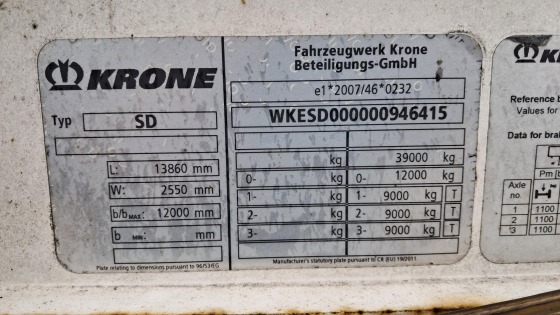 KRONE
Typ SD
L: 13860 mm
W: 2550 mm
b/b MAX: 12000 mm
b MIN: mm
Plate relating to dimensions pursuant to 96/53/EG
Fahrzeugwerk Krone
Beteiligungs-GmbH
e1*2007/46*0232
WKESD000000946415
kg 39000 kg
0- kg 0- 12000 kg
1- kg 1- 9000 kg T
2- kg 2- 9000 kg T
3- kg 3- 9000 kg T
Manufacturer's statutory plate pursuant to CR (EU) 19/2011
K
Reference b
Values for
Data for bra
Pm [b
Axle
no.
1 1100
2 1100
3 1100